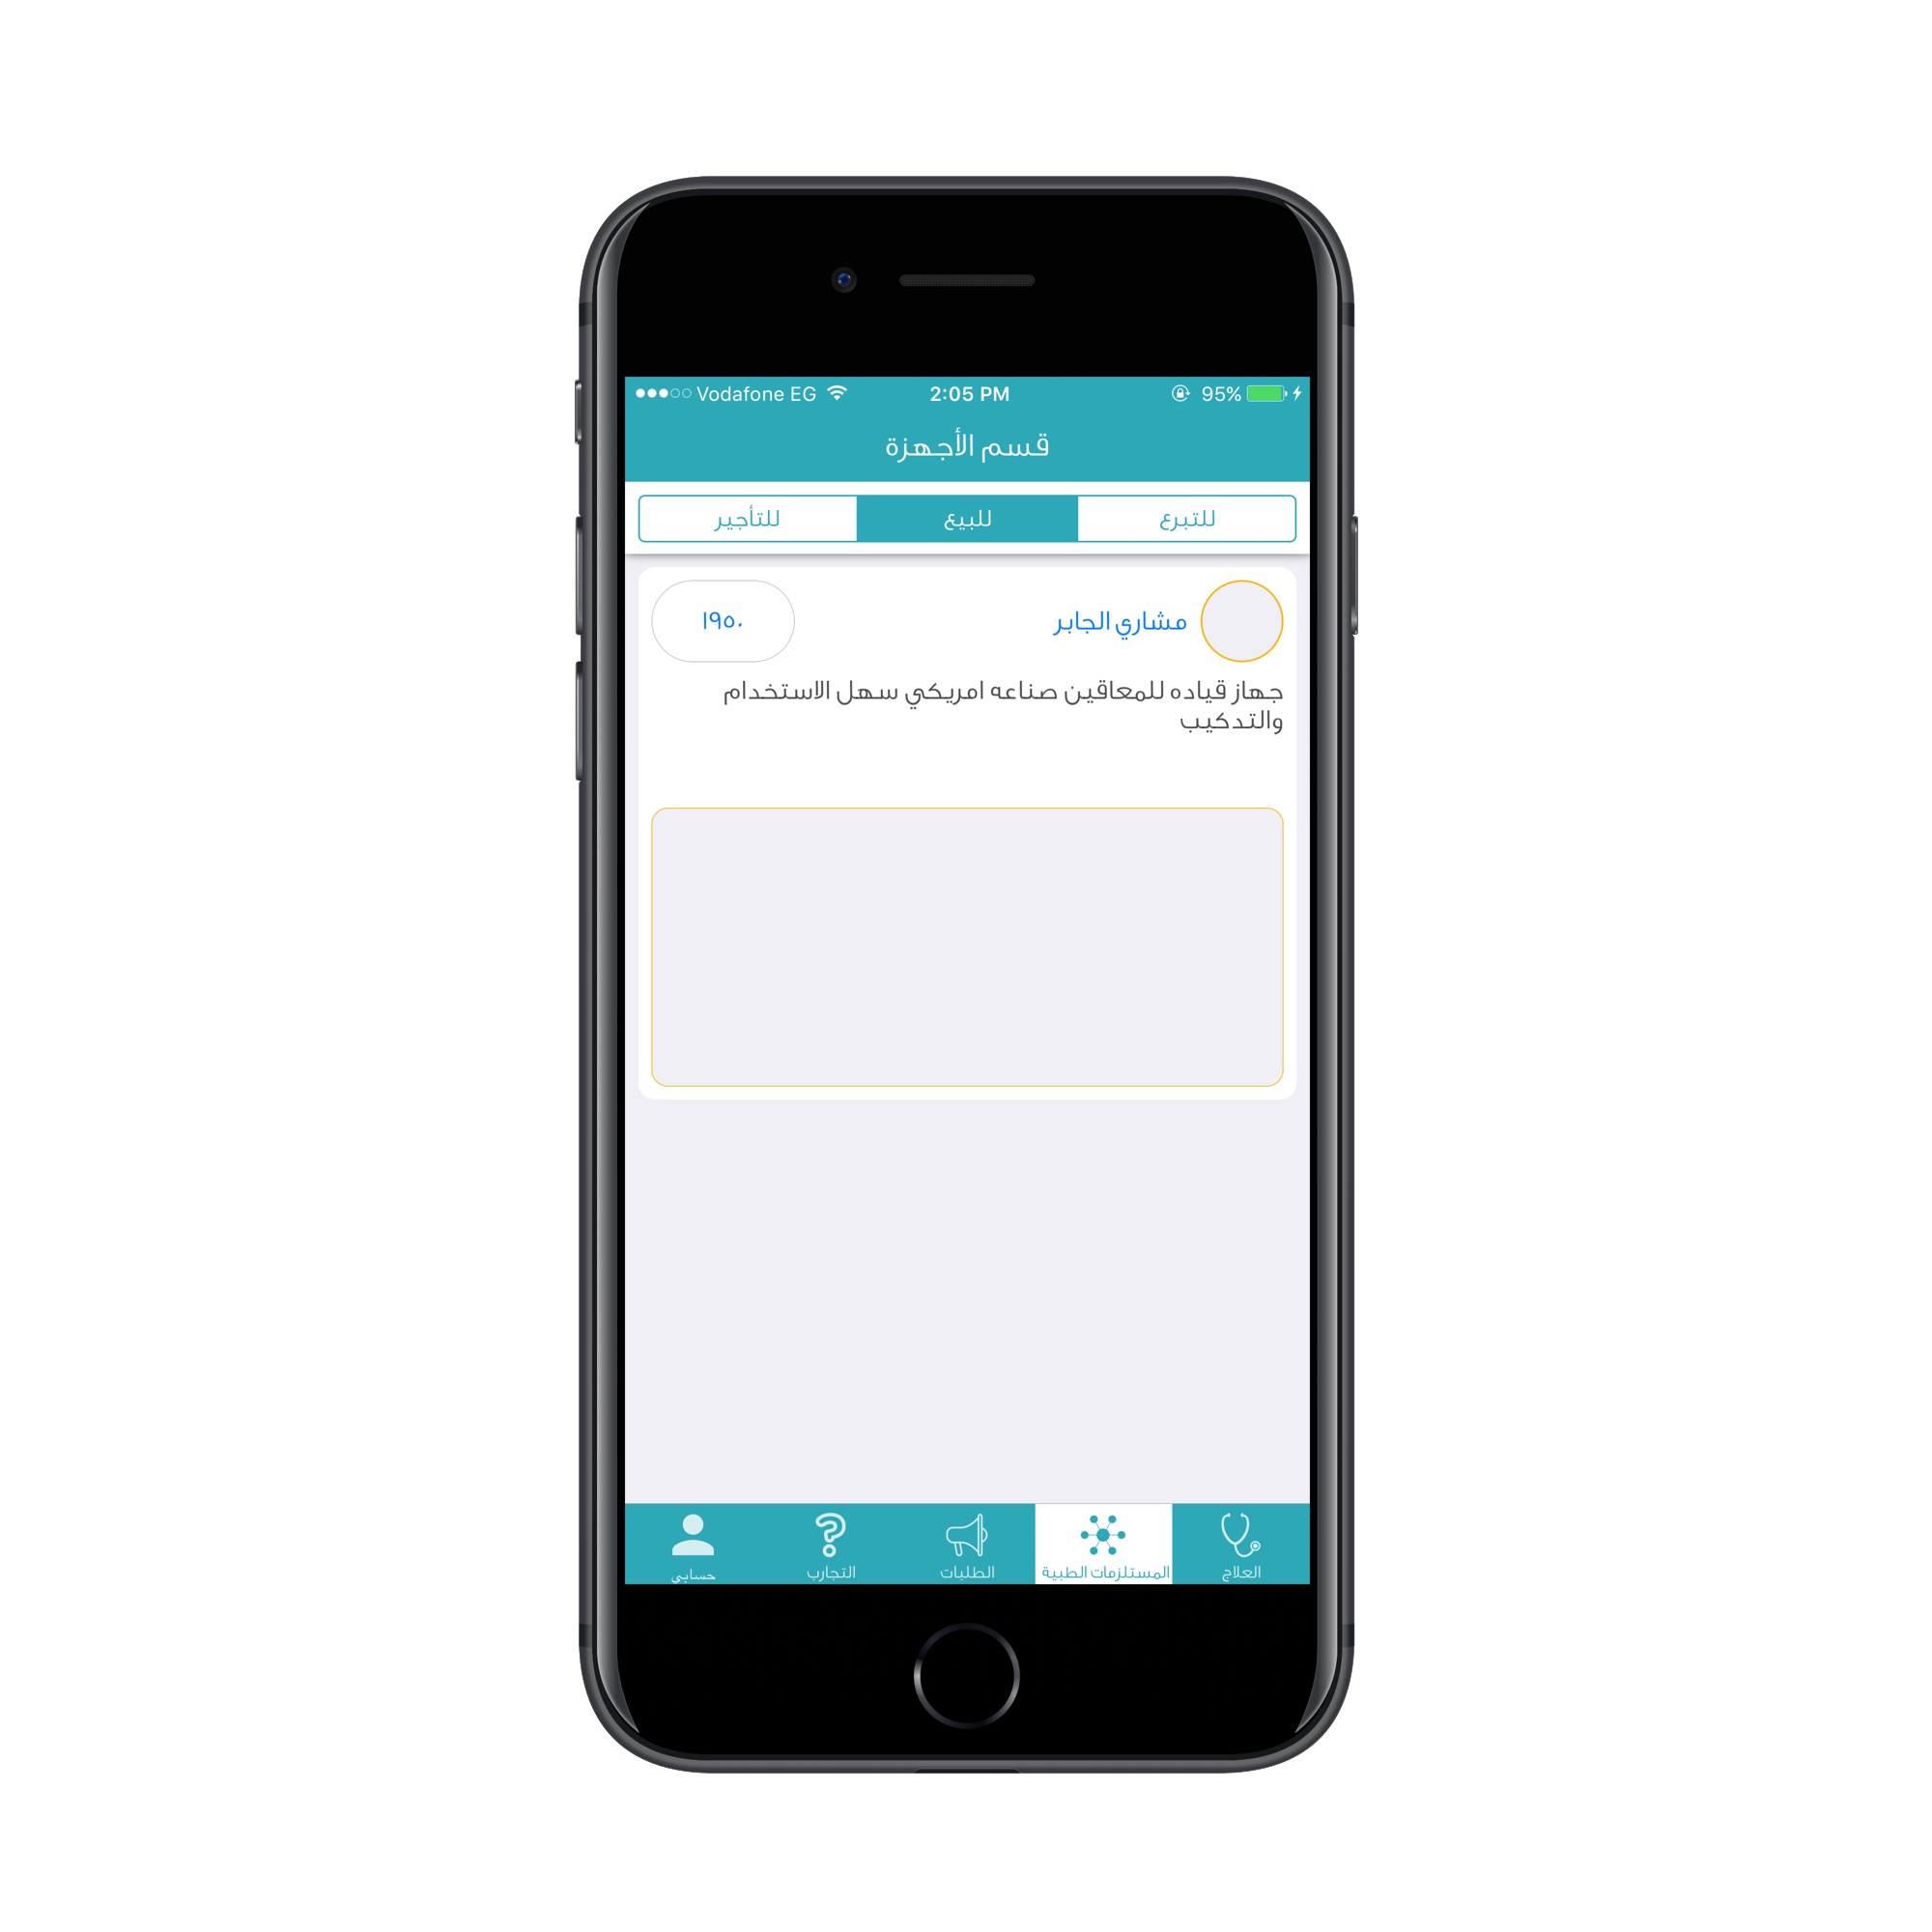 Vodafone EG 2:05 PM 95%
قسم الأجهزة
للتبرع للبيع للتأجير
مشاري الجابر ١٩٥٠
جهاز قياده للمعاقين صناعه امريكي سهل الاستخدام
والتدكيب
العلاج المستلزمات الطبية الطلبات التجارب حسابي